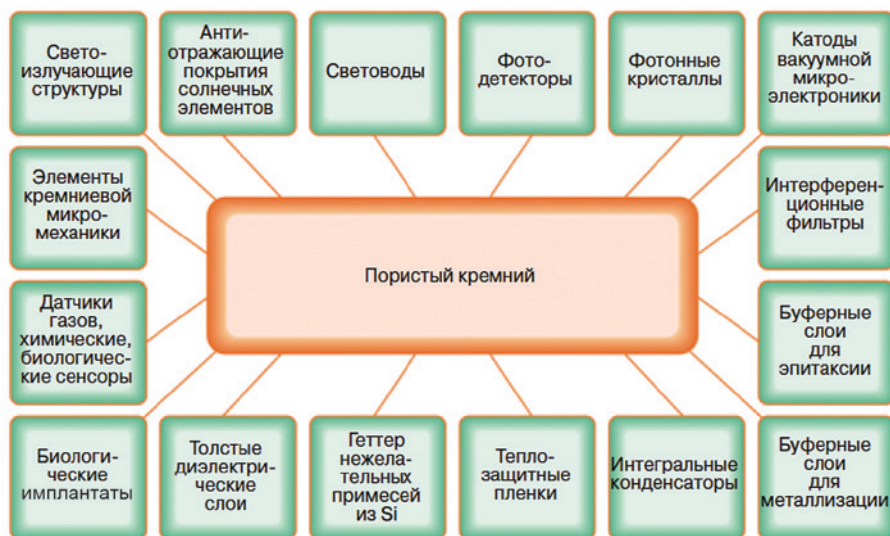 Свето-
излучающие
структуры
Анти-
отражающие
покрытия
солнечных
элементов
Световоды
Фото-
детекторы
Фотонные
кристаллы
Катоды
вакуумной
микро-
электроники
Элементы
кремниевой
микро-
механики
Интерферен-
ционные
фильтры
Пористый кремний
Датчики
газов,
химические,
биологичес-
кие сенсоры
Буферные
слои
для
эпитаксии
Биологи-
ческие
имплантаты
Толстые
диэлектри-
ческие
слои
Геттер
нежела-
тельных
примесей
из Si
Тепло-
защитные
пленки
Интегральные
конденсаторы
Буферные
слои
для
металлизации